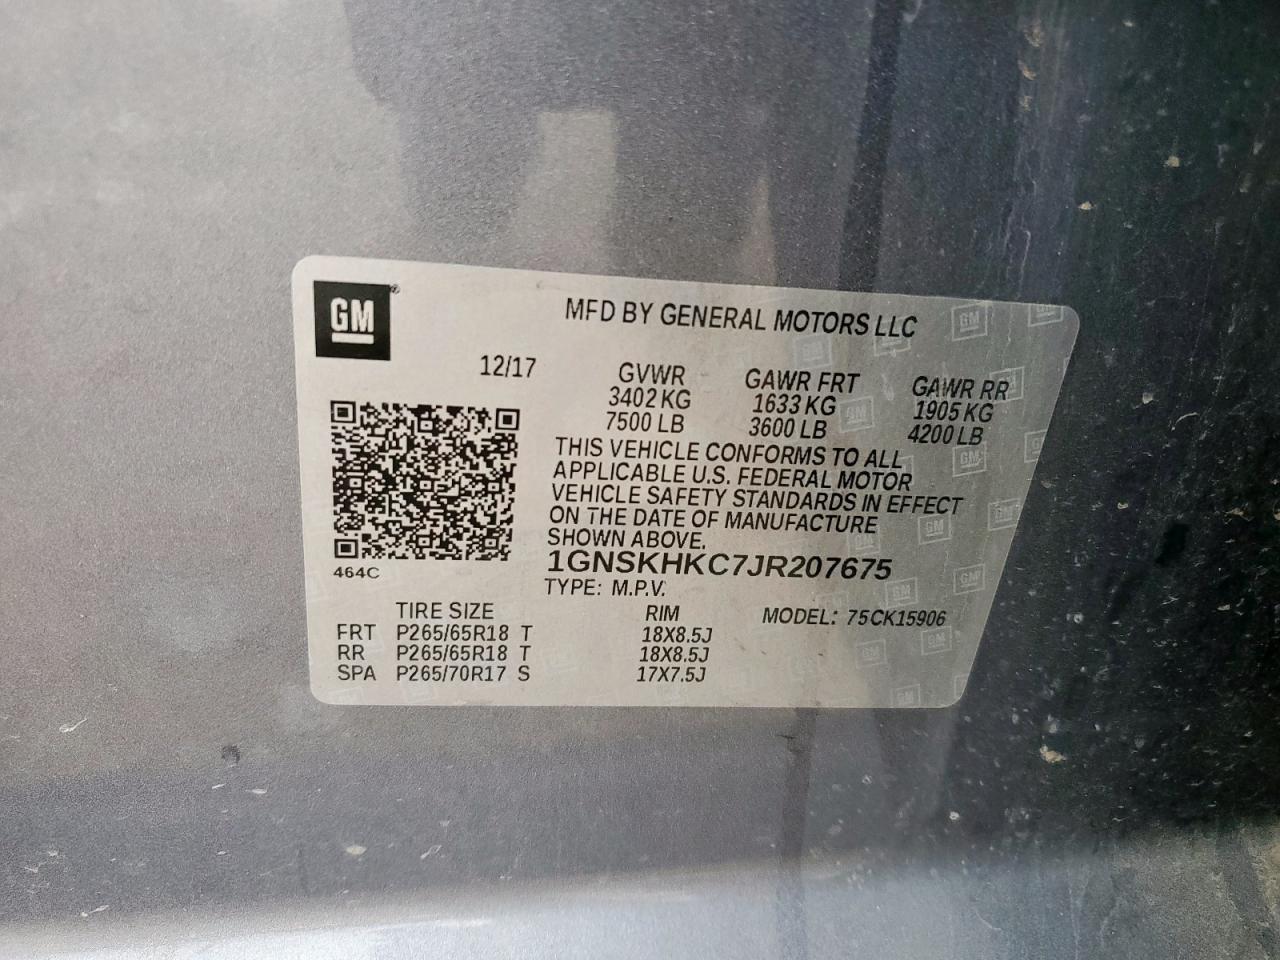 GM®
MFD BY GENERAL MOTORS LLC
12/17
GVWR GAWR FRT GAWR RR
3402 KG 1633 KG 1905 KG
7500 LB 3600 LB 4200 LB
THIS VEHICLE CONFORMS TO ALL
APPLICABLE U.S. FEDERAL MOTOR
VEHICLE SAFETY STANDARDS IN EFFECT
ON THE DATE OF MANUFACTURE
SHOWN ABOVE.
464C
1GNSKHKC7JR207675
TYPE: M.P.V.
TIRE SIZE RIM MODEL: 75CK15906
FRT P265/65R18 T 18X8.5J
RR P265/65R18 T 18X8.5J
SPA P265/70R17 S 17X7.5J